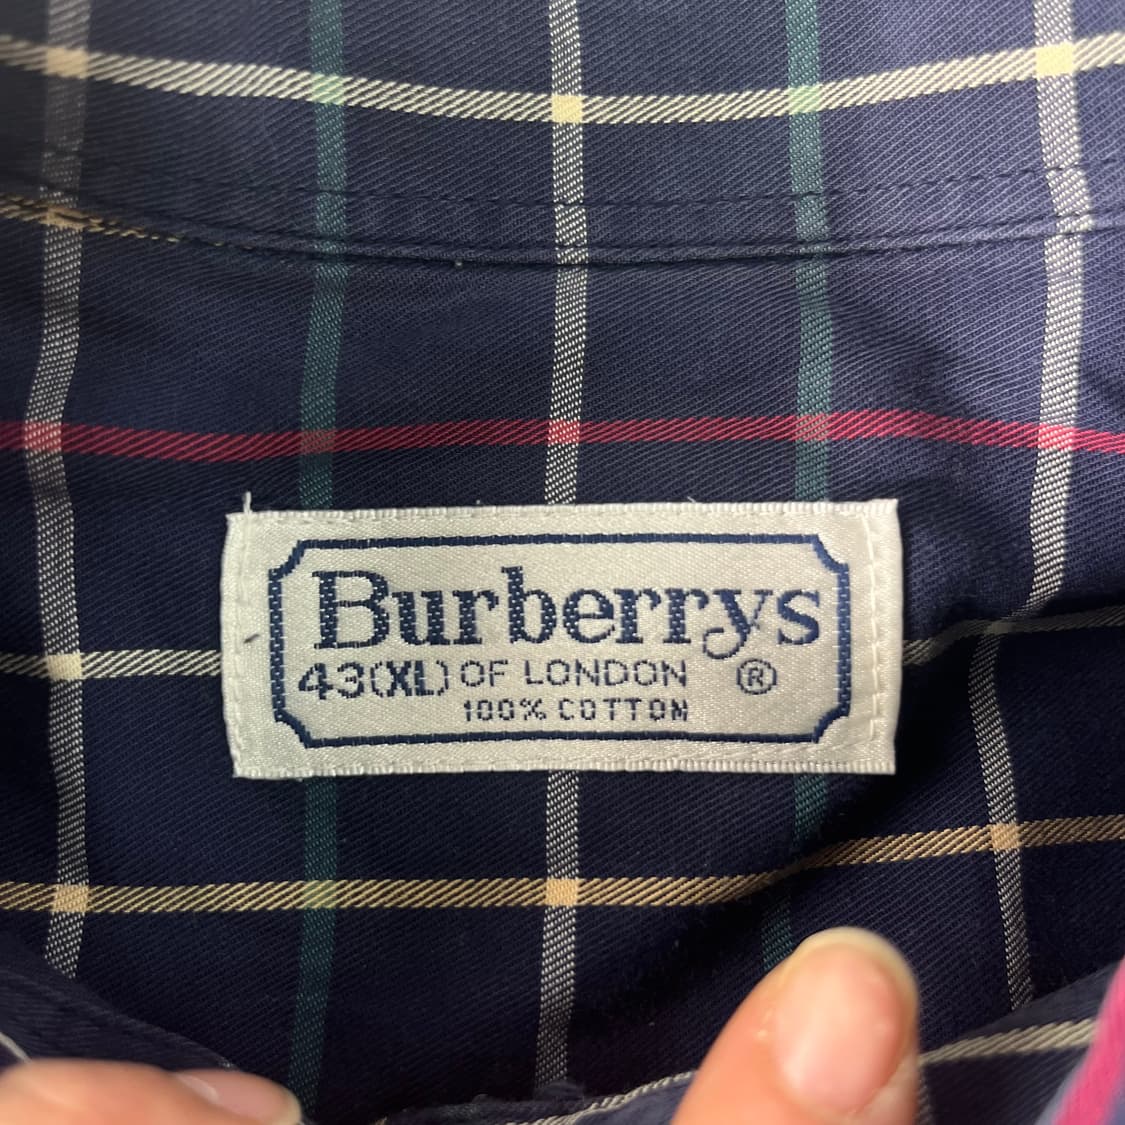 Burberrys
43(XL) OF LONDON ®
100% COTTON